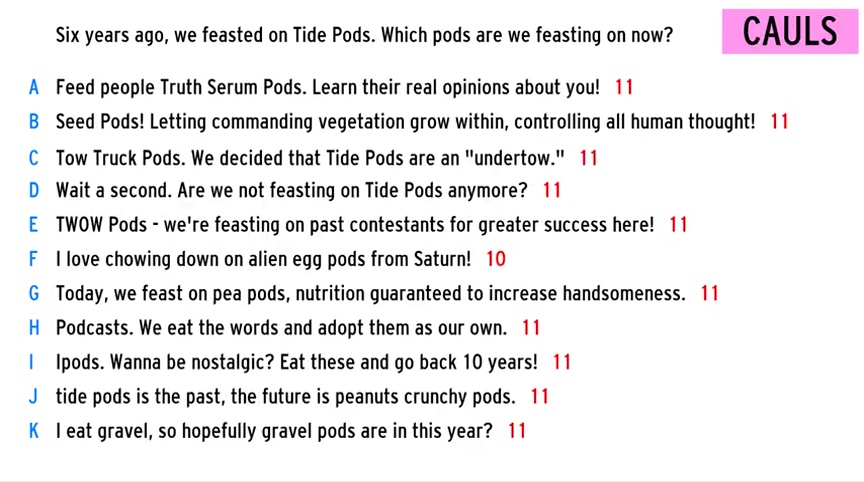 Six years ago, we feasted on Tide Pods. Which pods are we feasting on now?
CAULS
A Feed people Truth Serum Pods. Learn their real opinions about you! 11
B Seed Pods! Letting commanding vegetation grow within, controlling all human thought! 11
C Tow Truck Pods. We decided that Tide Pods are an "undertow." 11
D Wait a second. Are we not feasting on Tide Pods anymore? 11
E TWOW Pods - we're feasting on past contestants for greater success here! 11
F I love chowing down on alien egg pods from Saturn! 10
G Today, we feast on pea pods, nutrition guaranteed to increase handsomeness. 11
H Podcasts. We eat the words and adopt them as our own. 11
I Ipods. Wanna be nostalgic? Eat these and go back 10 years! 11
J tide pods is the past, the future is peanuts crunchy pods. 11
K I eat gravel, so hopefully gravel pods are in this year? 11